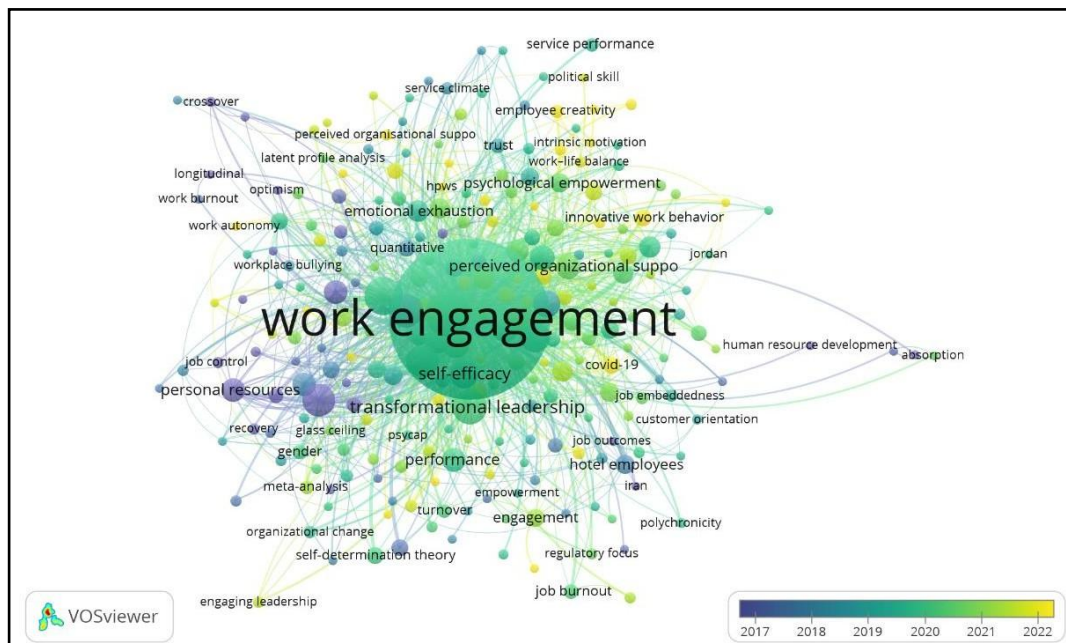 service performance
political skill
service climate
crossover
employee creativity
perceived organisational suppo
trust
intrinsic motivation
latent profile analysis
work–life balance
longitudinal
optimism
hpws
psychological empowerment
work burnout
emotional exhaustion
innovative work behavior
work autonomy
quantitative
jordan
workplace bullying
perceived organizational suppo
work engagement
human resource development
absorption
job control
self-efficacy
covid-19
personal resources
job embeddedness
transformational leadership
customer orientation
recovery
glass ceiling
psycap
job outcomes
gender
performance
hotel employees
meta-analysis
empowerment
iran
turnover
engagement
polychronicity
organizational change
self-determination theory
regulatory focus
job burnout
engaging leadership
VOSviewer
2017 2018 2019 2020 2021 2022